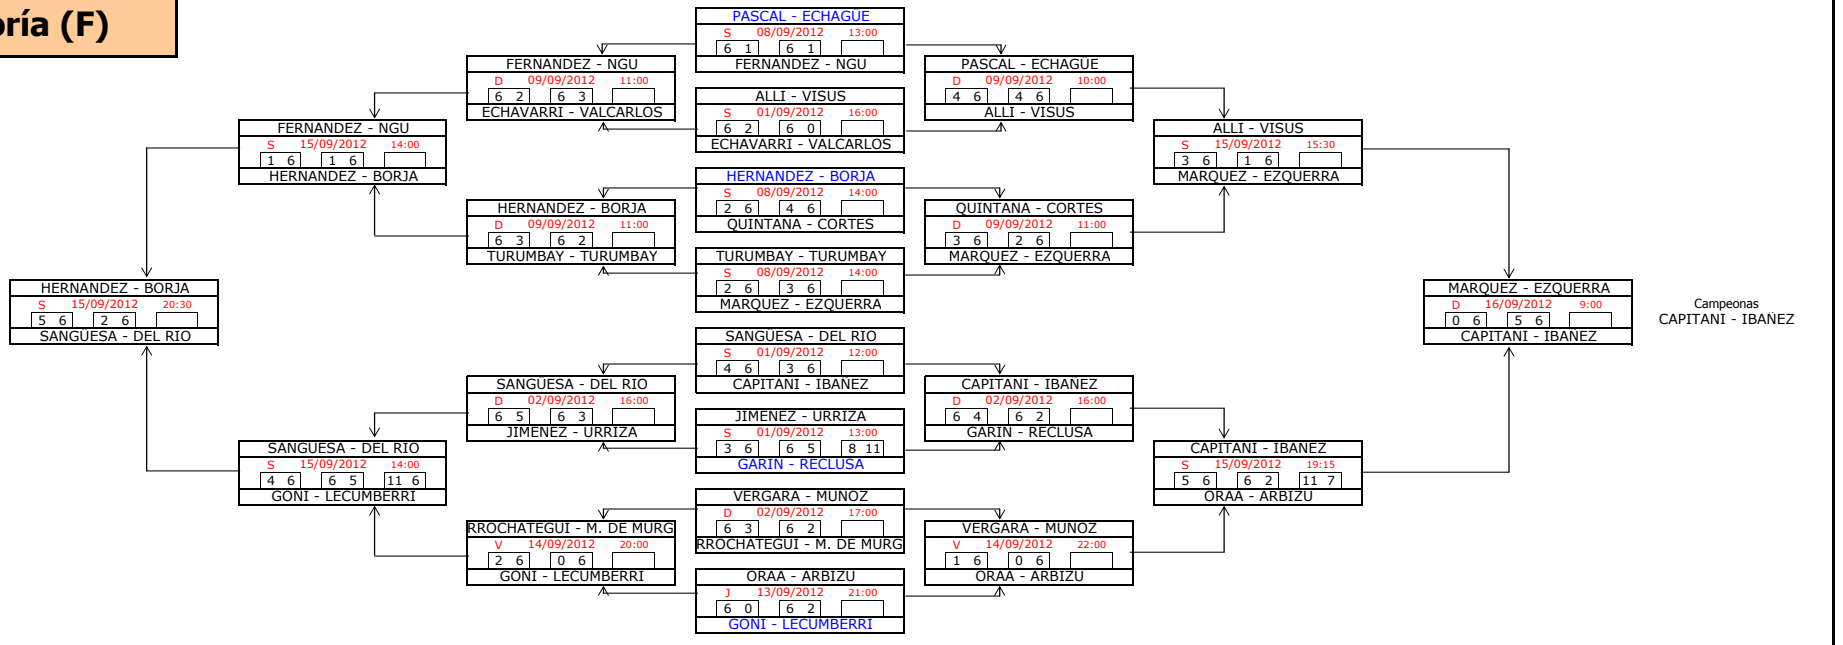 ría (F)
HERNANDEZ - BORJA
S 15/09/2012 20:30
5 6 2 6
SANGÜESA - DEL RIO
FERNANDEZ - NGU
S 15/09/2012 14:00
1 6 1 6
HERNANDEZ - BORJA
SANGÜESA - DEL RIO
S 15/09/2012 14:00
4 6 6 5 11 6
GOÑI - LECUMBERRI
FERNANDEZ - NGU
D 09/09/2012 11:00
6 2 6 3
ECHAVARRI - VALCARLOS
HERNANDEZ - BORJA
D 09/09/2012 11:00
6 3 6 2
TURUMBAY - TURUMBAY
SANGÜESA - DEL RIO
D 02/09/2012 16:00
6 5 6 3
JIMENEZ - URRIZA
RROCHATEGUI - M. DE MURG
V 14/09/2012 20:00
2 6 0 6
GOÑI - LECUMBERRI
PASCAL - ECHAGÜE
S 08/09/2012 13:00
6 1 6 1
FERNANDEZ - NGU
ALLI - VISUS
S 01/09/2012 16:00
6 2 6 0
ECHAVARRI - VALCARLOS
HERNANDEZ - BORJA
S 08/09/2012 14:00
2 6 4 6
QUINTANA - CORTES
TURUMBAY - TURUMBAY
S 08/09/2012 14:00
2 6 3 6
MARQUEZ - EZQUERRA
SANGÜESA - DEL RIO
S 01/09/2012 12:00
4 6 3 6
CAPITANI - IBAÑEZ
JIMENEZ - URRIZA
S 01/09/2012 13:00
3 6 6 5 8 11
GARIN - RECLUSA
VERGARA - MUÑOZ
D 02/09/2012 17:00
6 3 6 2
RROCHATEGUI - M. DE MURG
ORAA - ARBIZU
J 13/09/2012 21:00
6 0 6 2
GOÑI - LECUMBERRI
PASCAL - ECHAGÜE
D 09/09/2012 10:00
4 6 4 6
ALLI - VISUS
QUINTANA - CORTES
D 09/09/2012 11:00
3 6 2 6
MARQUEZ - EZQUERRA
CAPITANI - IBAÑEZ
D 02/09/2012 16:00
6 4 6 2
GARIN - RECLUSA
VERGARA - MUÑOZ
V 14/09/2012 22:00
1 6 0 6
ORAA - ARBIZU
ALLI - VISUS
S 15/09/2012 15:30
3 6 1 6
MARQUEZ - EZQUERRA
CAPITANI - IBAÑEZ
S 15/09/2012 19:15
5 6 6 2 11 7
ORAA - ARBIZU
MARQUEZ - EZQUERRA
D 16/09/2012 9:00
0 6 5 6
CAPITANI - IBAÑEZ
Campeonas
CAPITANI - IBAÑEZ